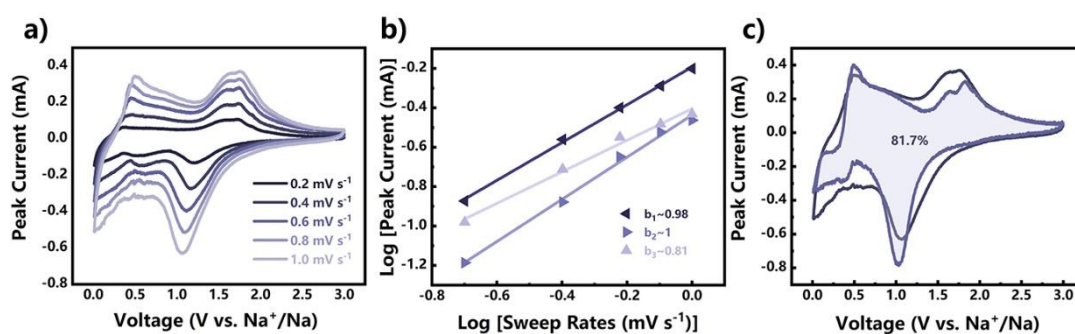 a)
Peak Current (mA)
0.4
0.2
0.0
-0.2
-0.4
-0.6
-0.8
0.0 0.5 1.0 1.5 2.0 2.5 3.0
Voltage (V vs. Na⁺/Na)
0.2 mV s⁻¹
0.4 mV s⁻¹
0.6 mV s⁻¹
0.8 mV s⁻¹
1.0 mV s⁻¹
b)
Log [Peak Current (mA)]
-0.2
-0.4
-0.6
-0.8
-1.0
-1.2
-0.8 -0.6 -0.4 -0.2 0.0
Log [Sweep Rates (mV s⁻¹)]
b₁~0.98
b₂~1
b₃~0.81
c)
Peak Current (mA)
0.4
0.2
0.0
-0.2
-0.4
-0.6
-0.8
0.0 0.5 1.0 1.5 2.0 2.5 3.0
Voltage (V vs. Na⁺/Na)
81.7%